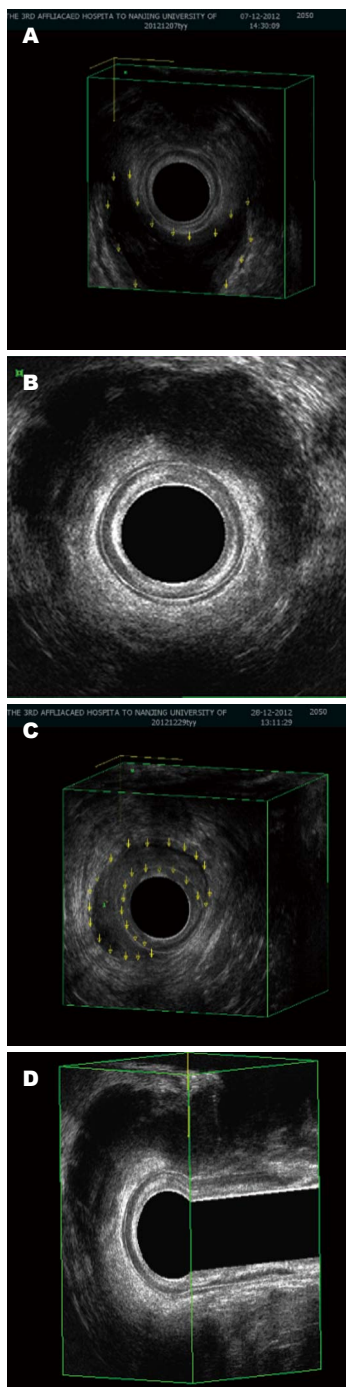 THE 3RD AFFLIACAED HOSPITA TO NANJING UNIVERSITY OF 07-12-2012 2050
20121207tyy 14:30:09
A
B
THE 3RD AFFLIACAED HOSPITA TO NANJING UNIVERSITY OF 28-12-2012 2050
20121229tyy 13:11:29
C
D